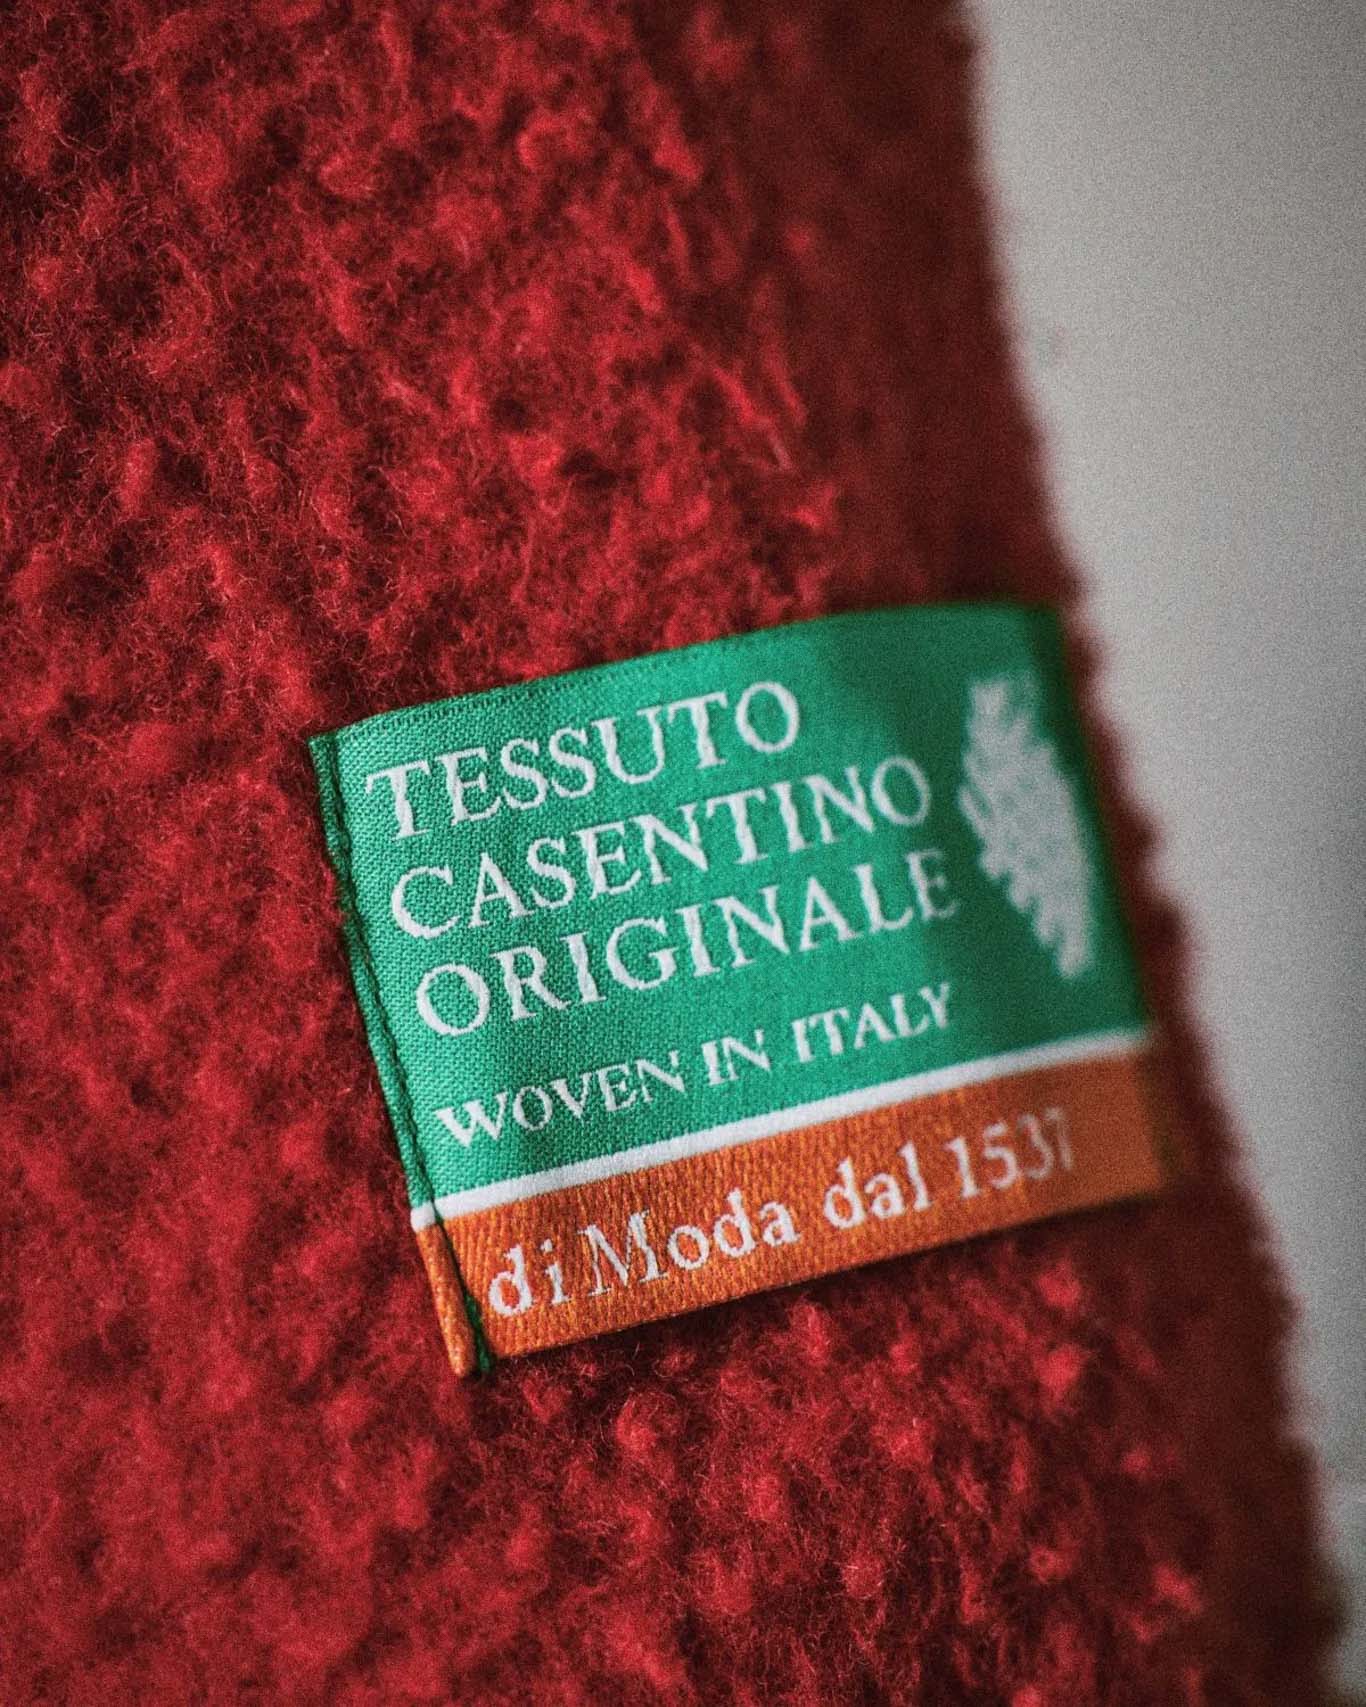 TESSUTO
CASENTINO
ORIGINALE
WOVEN IN ITALY
di Moda dal 1537